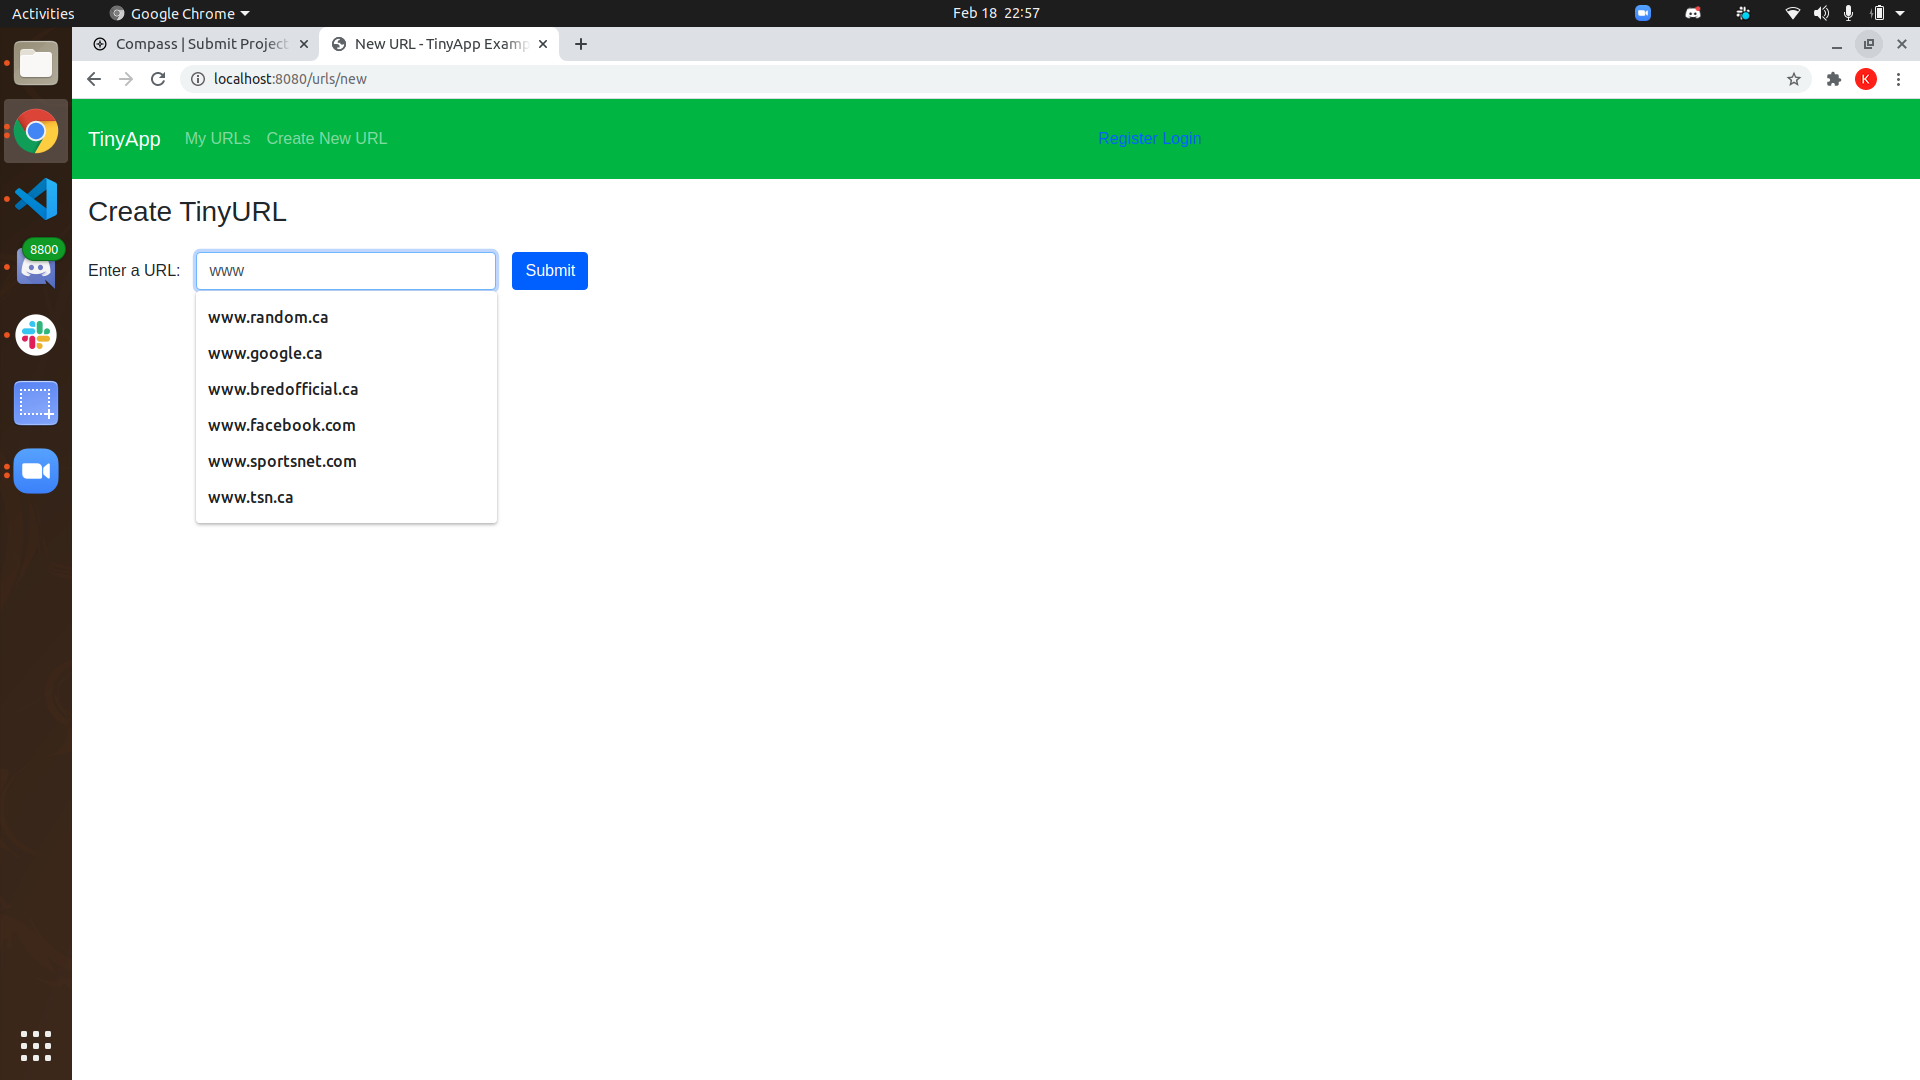 Activities
Google Chrome
Feb 18 22:57
Compass | Submit Project
New URL - TinyApp Examp
localhost:8080/urls/new
K
TinyApp
My URLs
Create New URL
Register Login
Create TinyURL
Enter a URL:
www
Submit
www.random.ca
www.google.ca
www.bredofficial.ca
www.facebook.com
www.sportsnet.com
www.tsn.ca
8800